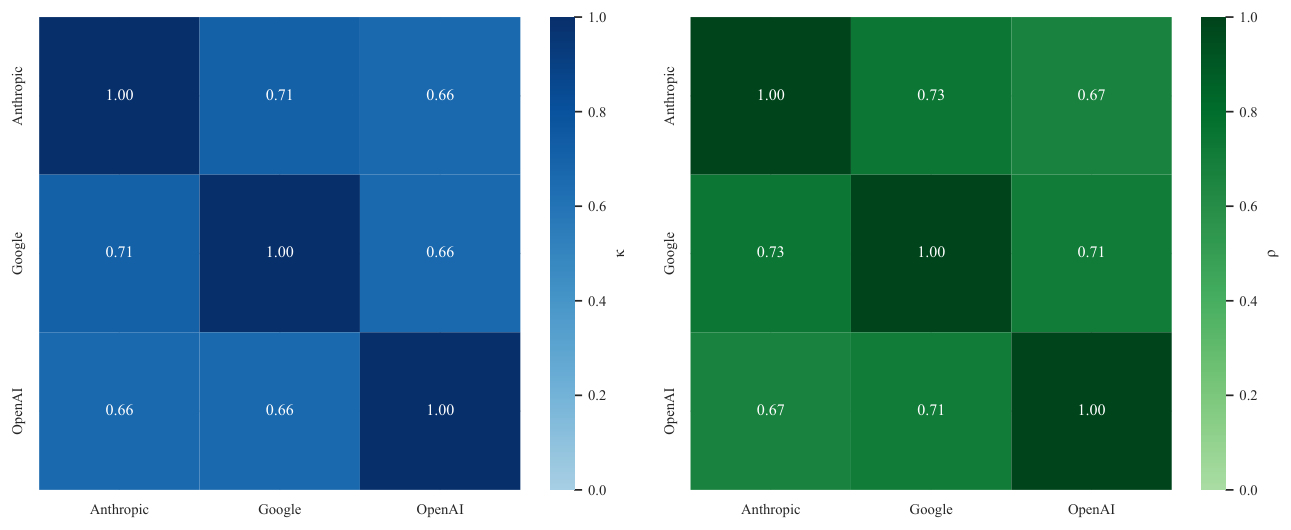 1.0
Anthropic 1.00 0.71 0.66
0.8
0.6
Google 0.71 1.00 0.66
κ
0.4
OpenAI 0.66 0.66 1.00
0.2
0.0
Anthropic Google OpenAI
1.0
Anthropic 1.00 0.73 0.67
0.8
0.6
Google 0.73 1.00 0.71
ρ
0.4
OpenAI 0.67 0.71 1.00
0.2
0.0
Anthropic Google OpenAI